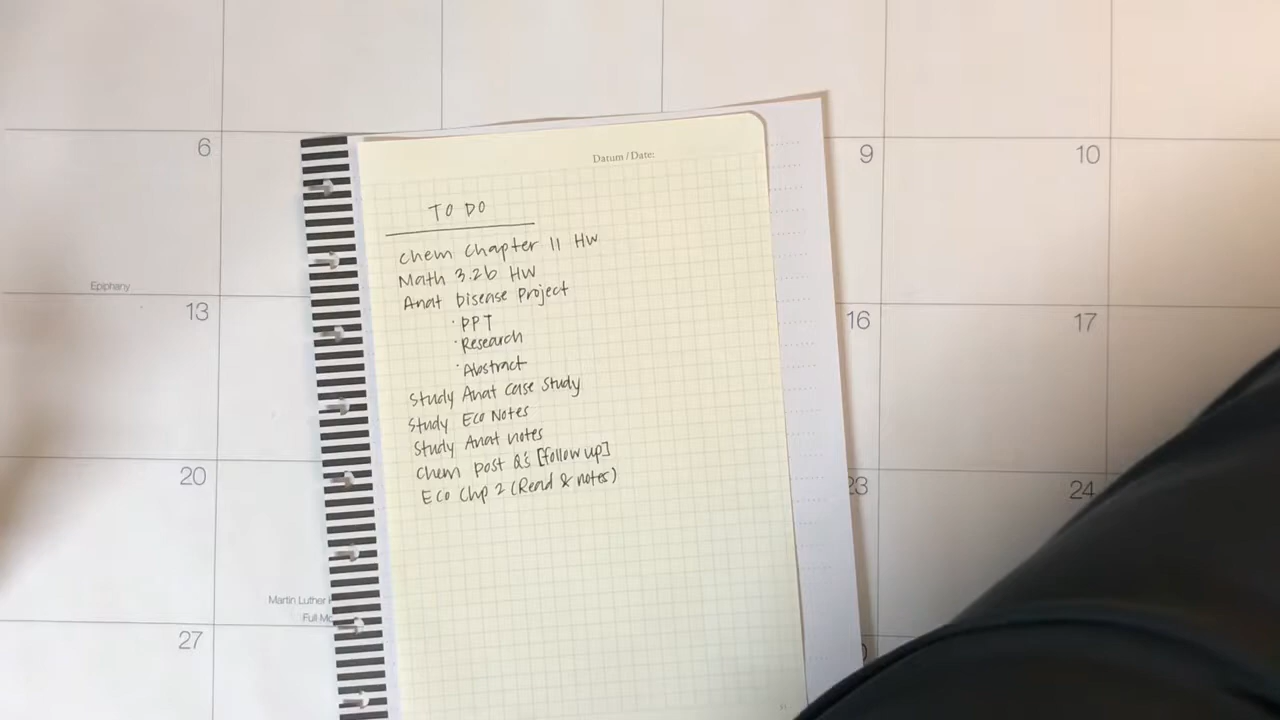 6
9
10
Datum / Date:
TO DO
Chem Chapter 11 HW
Math 3.2b HW
Anat Disease Project
· PPT
· Research
· Abstract
Study Anat Case Study
Study Eco Notes
Study Anat notes
Chem post Q's [follow up]
Eco Chp 2 (Read & notes)
Epiphany
13
16
17
20
23
24
Martin Luther
Full
27